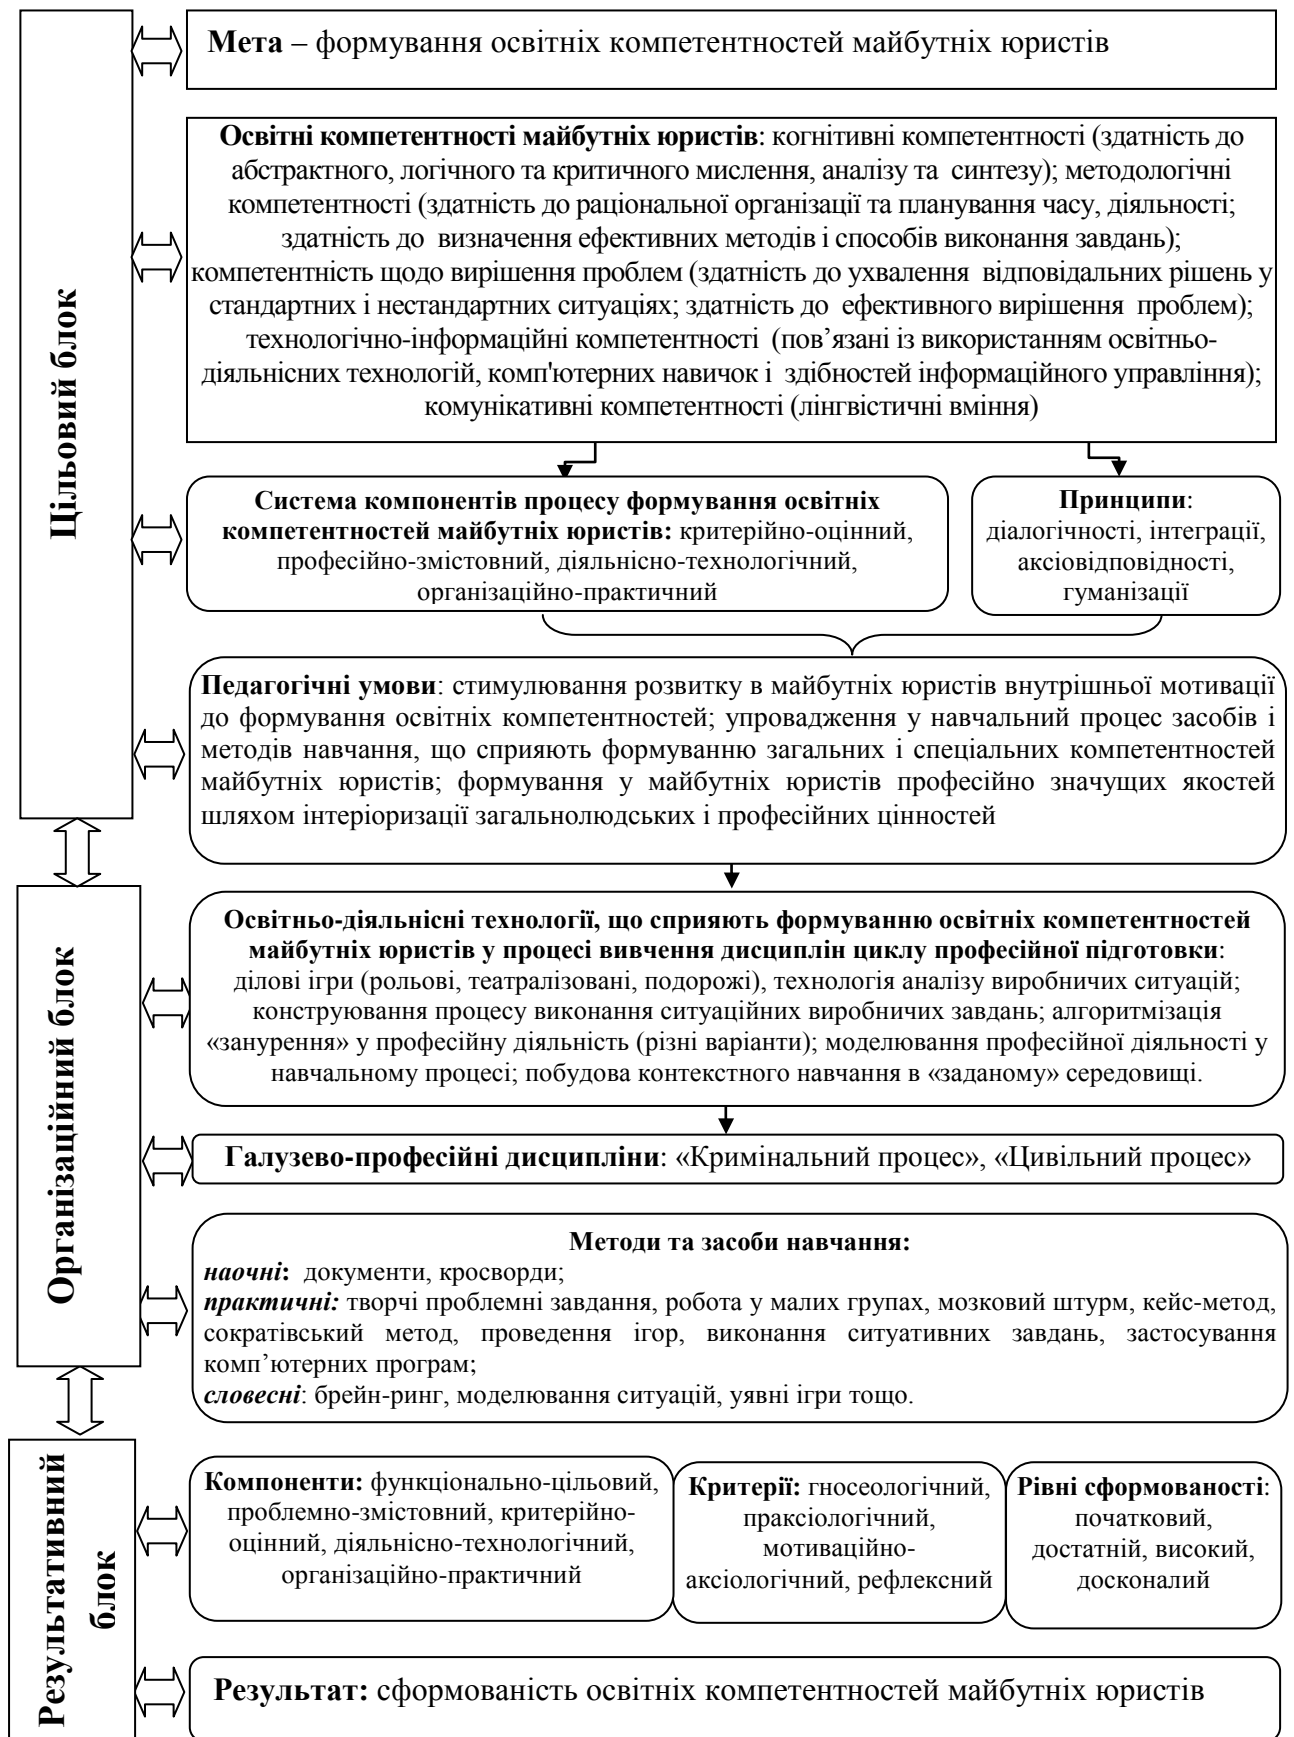 Цільовий блок
Мета – формування освітніх компетентностей майбутніх юристів
Освітні компетентності майбутніх юристів: когнітивні компетентності (здатність до
абстрактного, логічного та критичного мислення, аналізу та синтезу); методологічні
компетентності (здатність до раціональної організації та планування часу, діяльності;
здатність до визначення ефективних методів і способів виконання завдань);
компетентність щодо вирішення проблем (здатність до ухвалення відповідальних рішень у
стандартних і нестандартних ситуаціях; здатність до ефективного вирішення проблем);
технологічно-інформаційні компетентності (пов’язані із використанням освітньо-
діяльнісних технологій, комп'ютерних навичок і здібностей інформаційного управління);
комунікативні компетентності (лінгвістичні вміння)
Система компонентів процесу формування освітніх
компетентностей майбутніх юристів: критерійно-оцінний,
професійно-змістовний, діяльнісно-технологічний,
організаційно-практичний
Принципи:
діалогічності, інтеграції,
аксіовідповідності,
гуманізації
Педагогічні умови: стимулювання розвитку в майбутніх юристів внутрішньої мотивації
до формування освітніх компетентностей; упровадження у навчальний процес засобів і
методів навчання, що сприяють формуванню загальних і спеціальних компетентностей
майбутніх юристів; формування у майбутніх юристів професійно значущих якостей
шляхом інтеріоризації загальнолюдських і професійних цінностей
Організаційний блок
Освітньо-діяльнісні технології, що сприяють формуванню освітніх компетентностей
майбутніх юристів у процесі вивчення дисциплін циклу професійної підготовки:
ділові ігри (рольові, театралізовані, подорожі), технологія аналізу виробничих ситуацій;
конструювання процесу виконання ситуаційних виробничих завдань; алгоритмізація
«занурення» у професійну діяльність (різні варіанти); моделювання професійної діяльності у
навчальному процесі; побудова контекстного навчання в «заданому» середовищі.
Галузево-професійні дисципліни: «Кримінальний процес», «Цивільний процес»
Методи та засоби навчання:
наочні: документи, кросворди;
практичні: творчі проблемні завдання, робота у малих групах, мозковий штурм, кейс-метод,
сократівський метод, проведення ігор, виконання ситуативних завдань, застосування
комп’ютерних програм;
словесні: брейн-ринг, моделювання ситуацій, уявні ігри тощо.
Результативний
блок
Компоненти: функціонально-цільовий,
проблемно-змістовний, критерійно-
оцінний, діяльнісно-технологічний,
організаційно-практичний
Критерії: гносеологічний,
праксіологічний,
мотиваційно-
аксіологічний, рефлексний
Рівні сформованості:
початковий,
достатній, високий,
досконалий
Результат: сформованість освітніх компетентностей майбутніх юристів